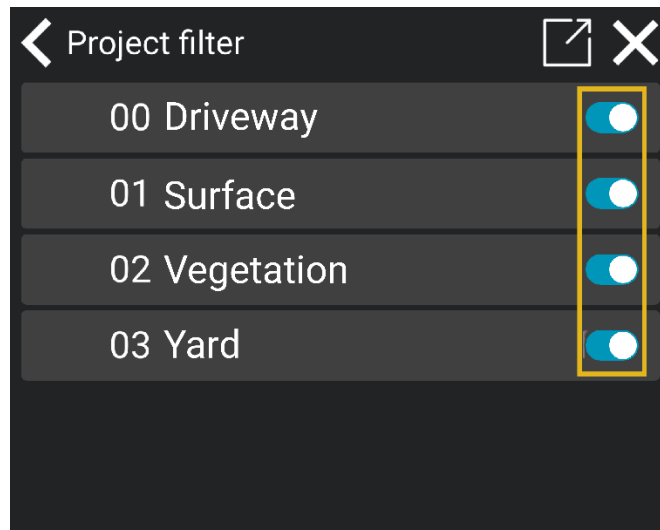 Project filter
00 Driveway
01 Surface
02 Vegetation
03 Yard